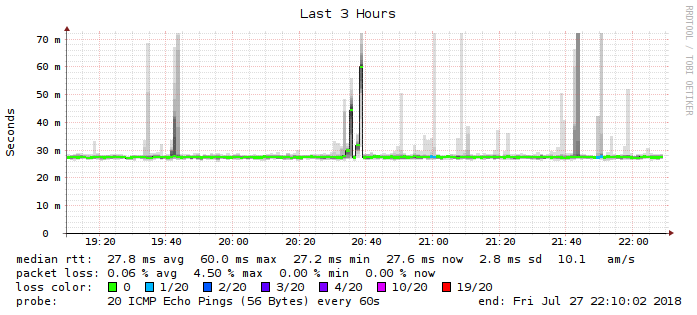 Last 3 Hours
RRDTOOL / TOBI OETIKER
Seconds
70 m
60 m
50 m
40 m
30 m
20 m
10 m
0
19:20 19:40 20:00 20:20 20:40 21:00 21:20 21:40 22:00
median rtt: 27.8 ms avg 60.0 ms max 27.2 ms min 27.6 ms now 2.8 ms sd 10.1 am/s
packet loss: 0.06 % avg 4.50 % max 0.00 % min 0.00 % now
loss color: 0 1/20 2/20 3/20 4/20 10/20 19/20
probe: 20 ICMP Echo Pings (56 Bytes) every 60s end: Fri Jul 27 22:10:02 2018